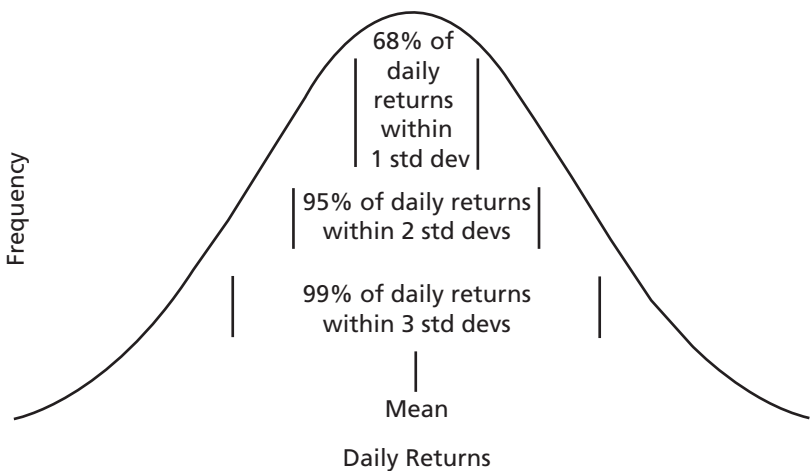 68% of
daily
returns
within
1 std dev
95% of daily returns
within 2 std devs
99% of daily returns
within 3 std devs
Mean
Daily Returns
Frequency